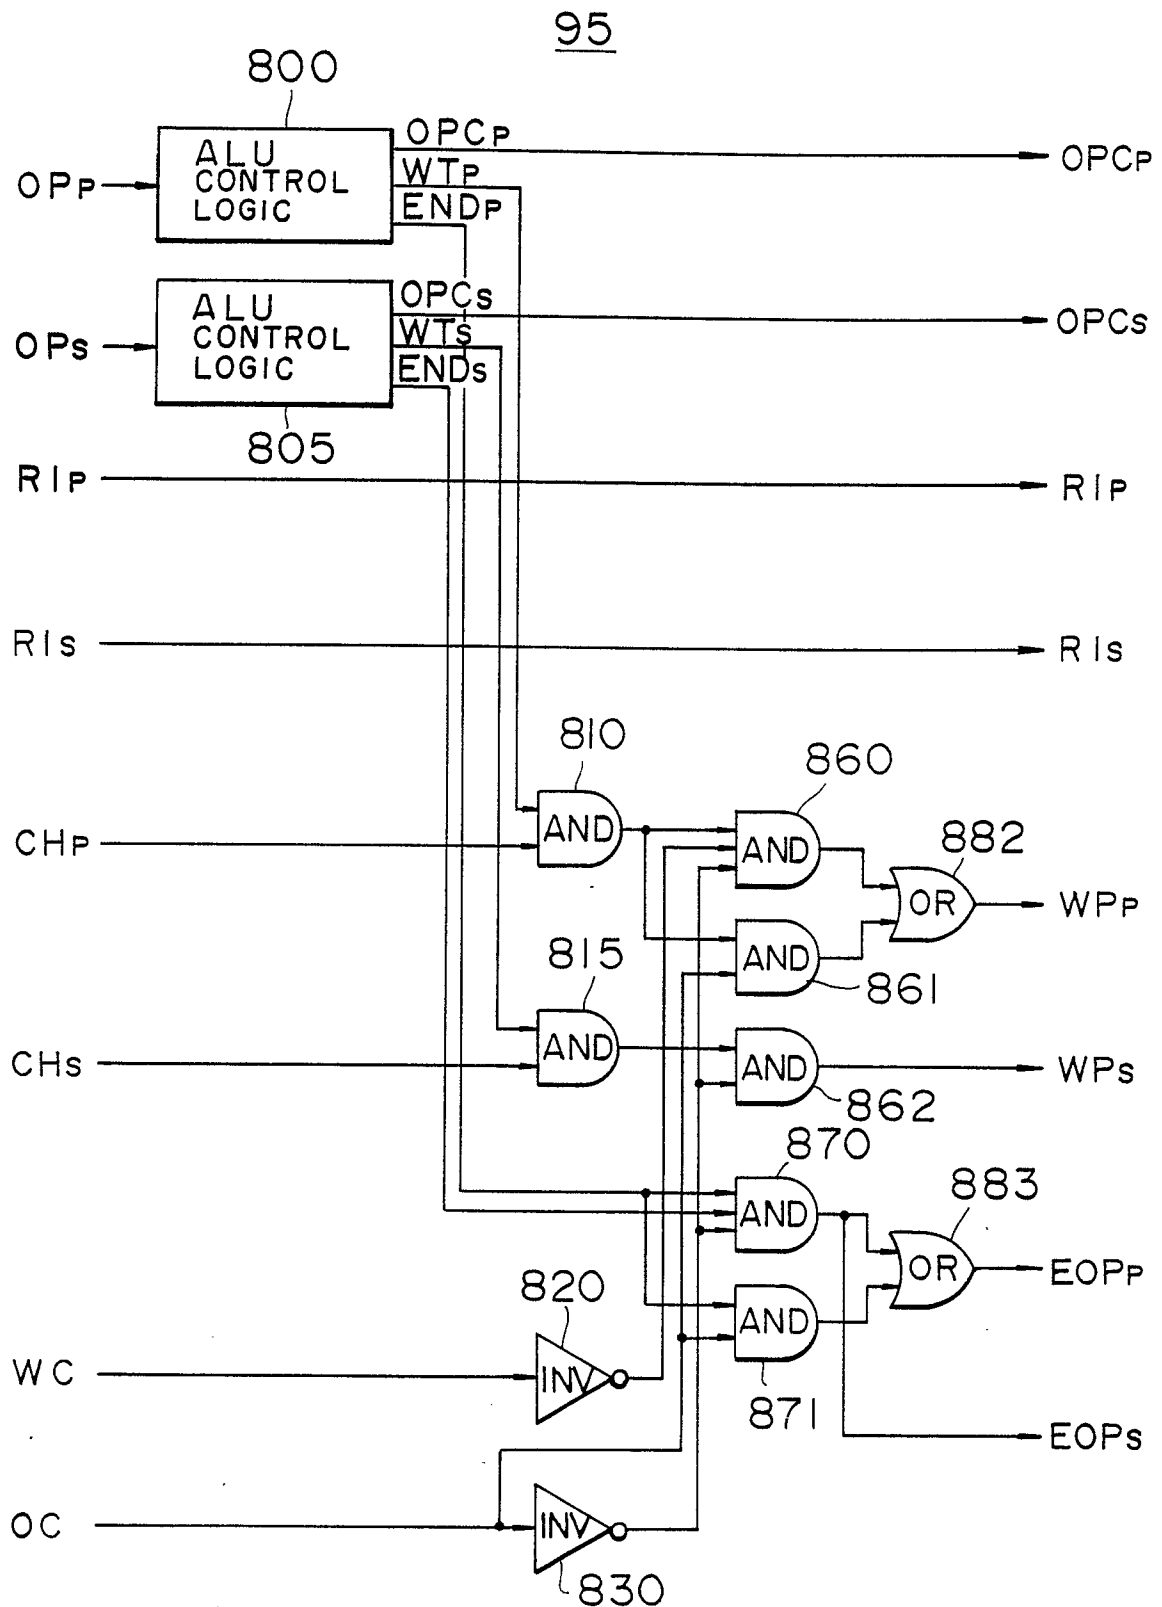 95
800
OPP
ALU
CONTROL
LOGIC
OPCP
WTP
ENDP
OPCP
OPS
ALU
CONTROL
LOGIC
OPCS
WTS
ENDS
OPCS
805
RIP
RIP
RIS
RIS
810
860
CHP
AND
AND
882
OR
WPP
815
AND
861
CHS
AND
AND
WPS
862
870
AND
883
OR
EOPP
820
AND
WC
INV
871
EOPS
OC
INV
830